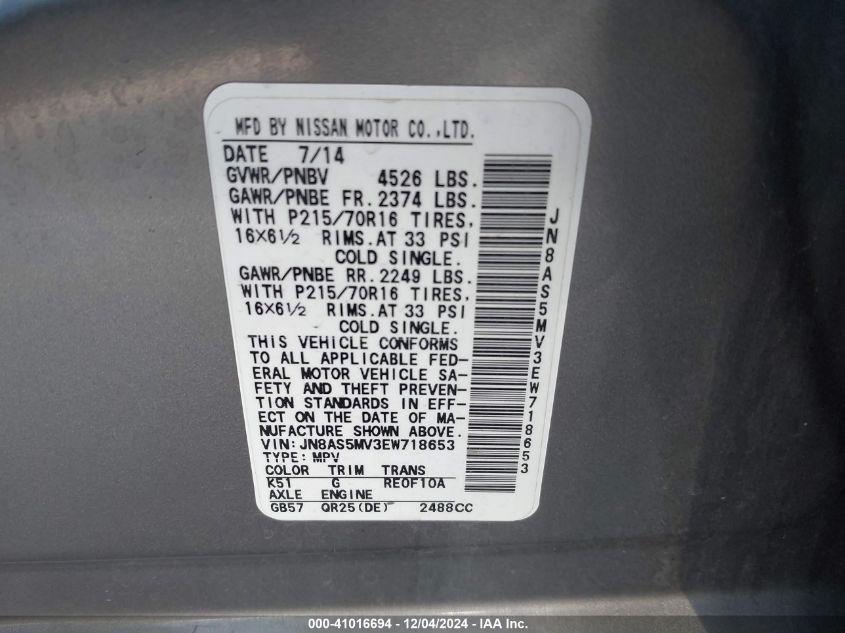 MFD BY NISSAN MOTOR CO.,LTD.
DATE 7/14
GVWR/PNBV 4526 LBS.
GAWR/PNBE FR. 2374 LBS.
WITH P215/70R16 TIRES,
16X6½ RIMS.AT 33 PSI
COLD SINGLE.
GAWR/PNBE RR. 2249 LBS.
WITH P215/70R16 TIRES,
16X6½ RIMS.AT 33 PSI
COLD SINGLE.
THIS VEHICLE CONFORMS
TO ALL APPLICABLE FED-
ERAL MOTOR VEHICLE SA-
FETY AND THEFT PREVEN-
TION STANDARDS IN EFF-
ECT ON THE DATE OF MA-
NUFACTURE SHOWN ABOVE.
VIN: JN8AS5MV3EW718653
TYPE: MPV
COLOR TRIM TRANS
K51 G RE0F10A
AXLE ENGINE
GB57 QR25(DE) 2488CC
JN8AS5MV3EW718653
000-41016694 - 12/04/2024 - IAA Inc.